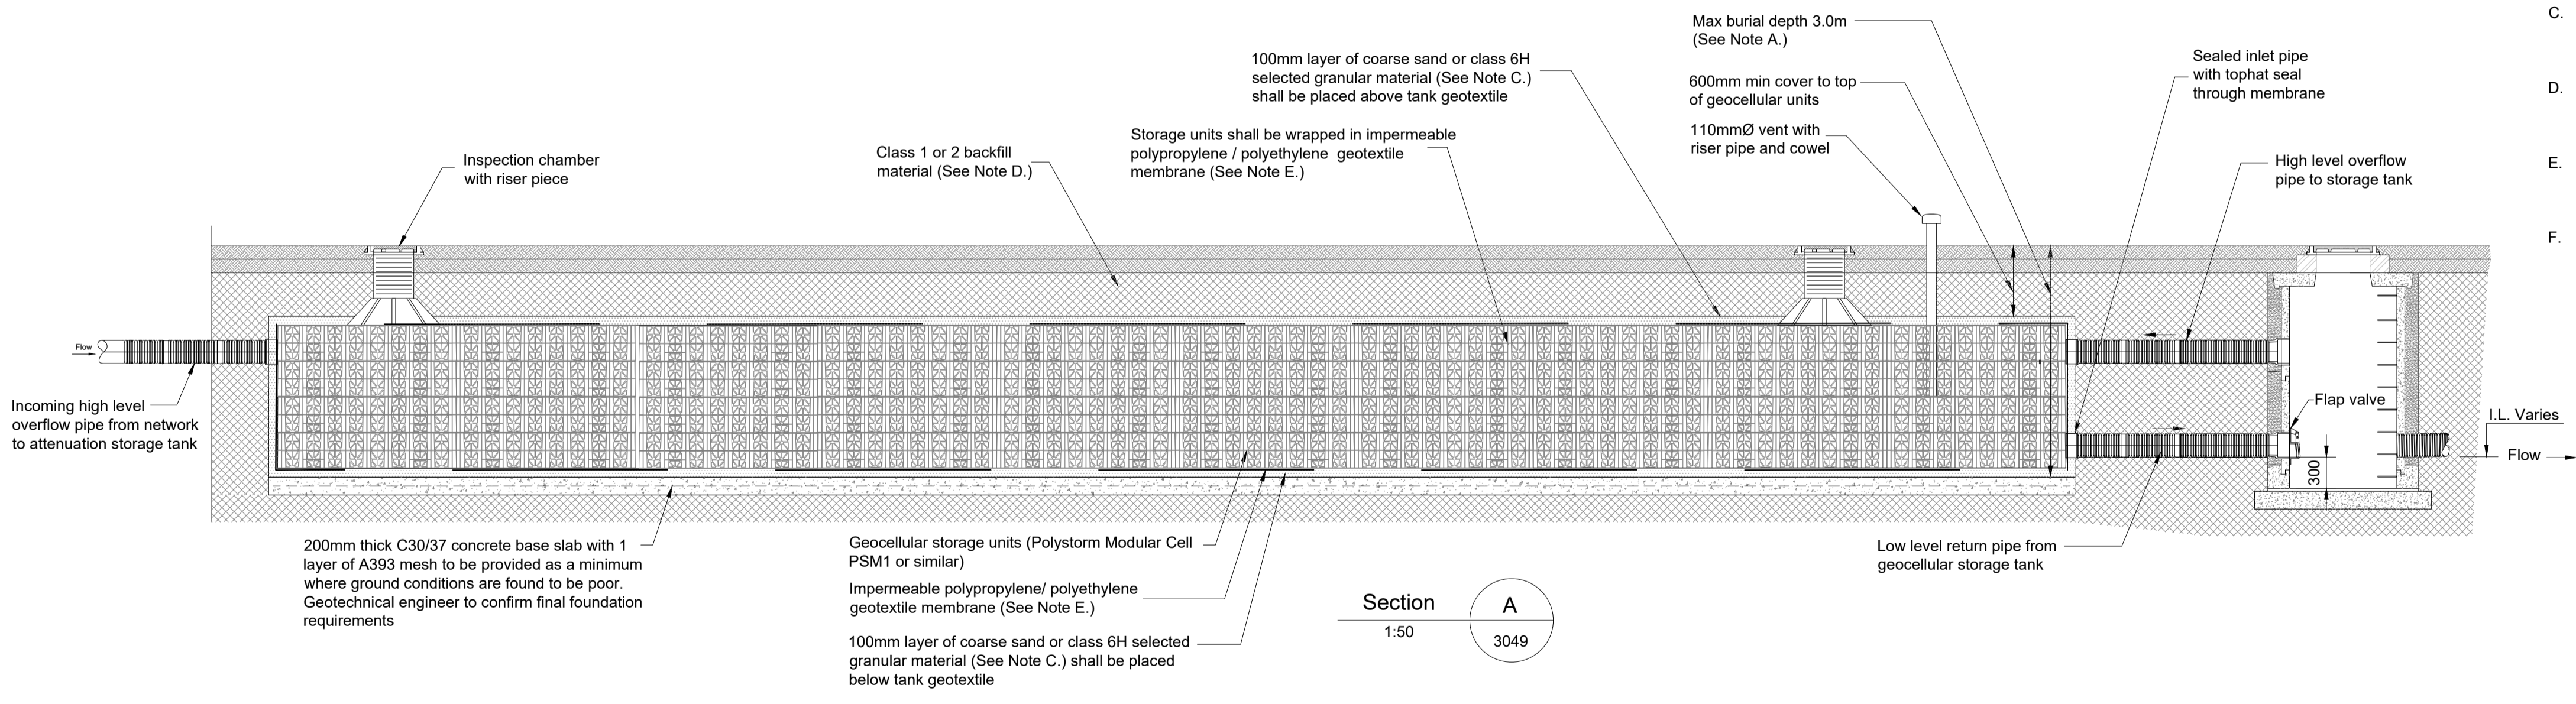 C.
Max burial depth 3.0m
(See Note A.)
Sealed inlet pipe
with tophat seal
through membrane
100mm layer of coarse sand or class 6H
selected granular material (See Note C.)
shall be placed above tank geotextile
600mm min cover to top
of geocellular units
D.
110mmØ vent with
riser pipe and cowel
Storage units shall be wrapped in impermeable
polypropylene / polyethylene geotextile
membrane (See Note E.)
Class 1 or 2 backfill
material (See Note D.)
Inspection chamber
with riser piece
High level overflow
pipe to storage tank
E.
F.
Flow
Incoming high level
overflow pipe from network
to attenuation storage tank
Flap valve
I.L. Varies
Flow
300
200mm thick C30/37 concrete base slab with 1
layer of A393 mesh to be provided as a minimum
where ground conditions are found to be poor.
Geotechnical engineer to confirm final foundation
requirements
Geocellular storage units (Polystorm Modular Cell
PSM1 or similar)
Impermeable polypropylene/ polyethylene
geotextile membrane (See Note E.)
100mm layer of coarse sand or class 6H selected
granular material (See Note C.) shall be placed
below tank geotextile
Low level return pipe from
geocellular storage tank
Section
1:50
A
3049